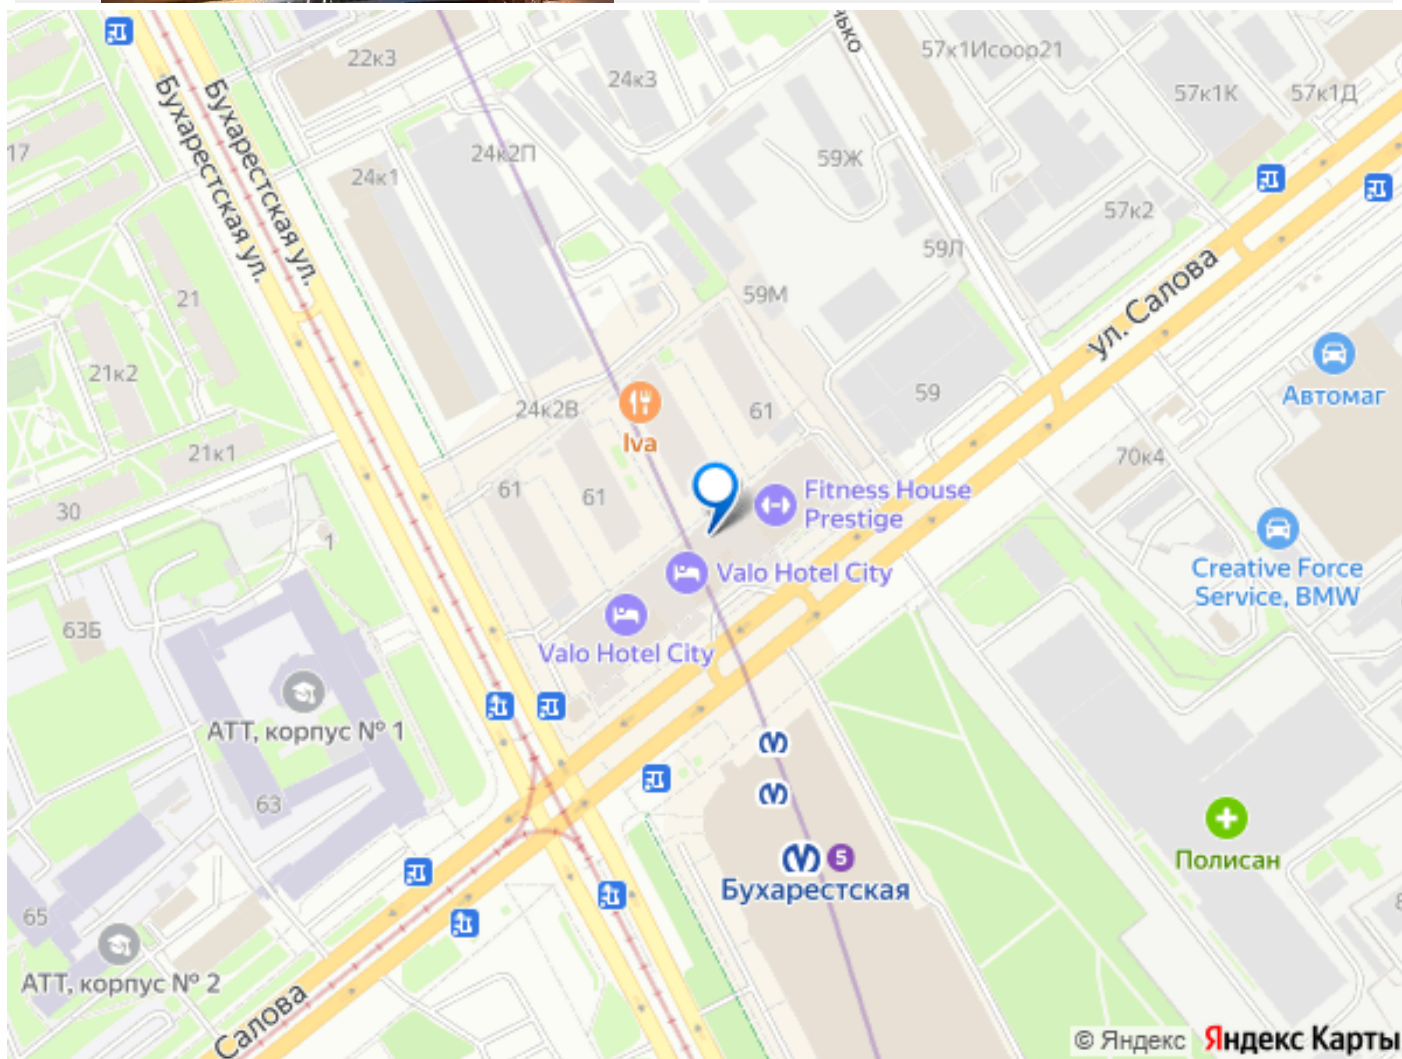 22к3
24к3
нько
57к1Исоор21
57к1К
57к1Д
Бухарестская ул.
Бухарестская ул.
17
24к1
24к2П
59Ж
57к2
59Л
ул. Салова
21
59М
21к2
24к2В
Iva
61
59
Автомаг
21к1
30
61
61
Fitness House
Prestige
70к4
1
Valo Hotel City
Creative Force
Service, BMW
63Б
Valo Hotel City
АТТ, корпус № 1
63
5
Бухарестская
Полисан
65
АТТ, корпус № 2
Салова
© Яндекс
Яндекс Карты